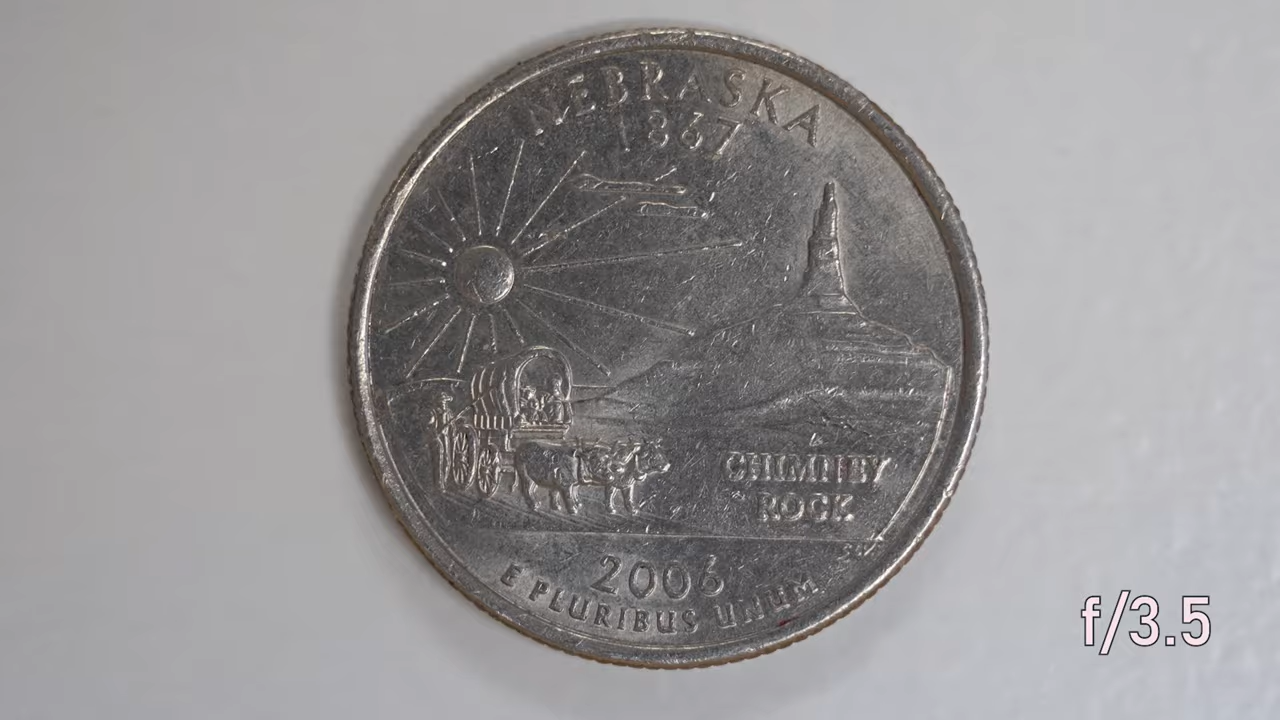 NEBRASKA
1867
CHIMNEY
ROCK
2006
E PLURIBUS UNUM
f/3.5